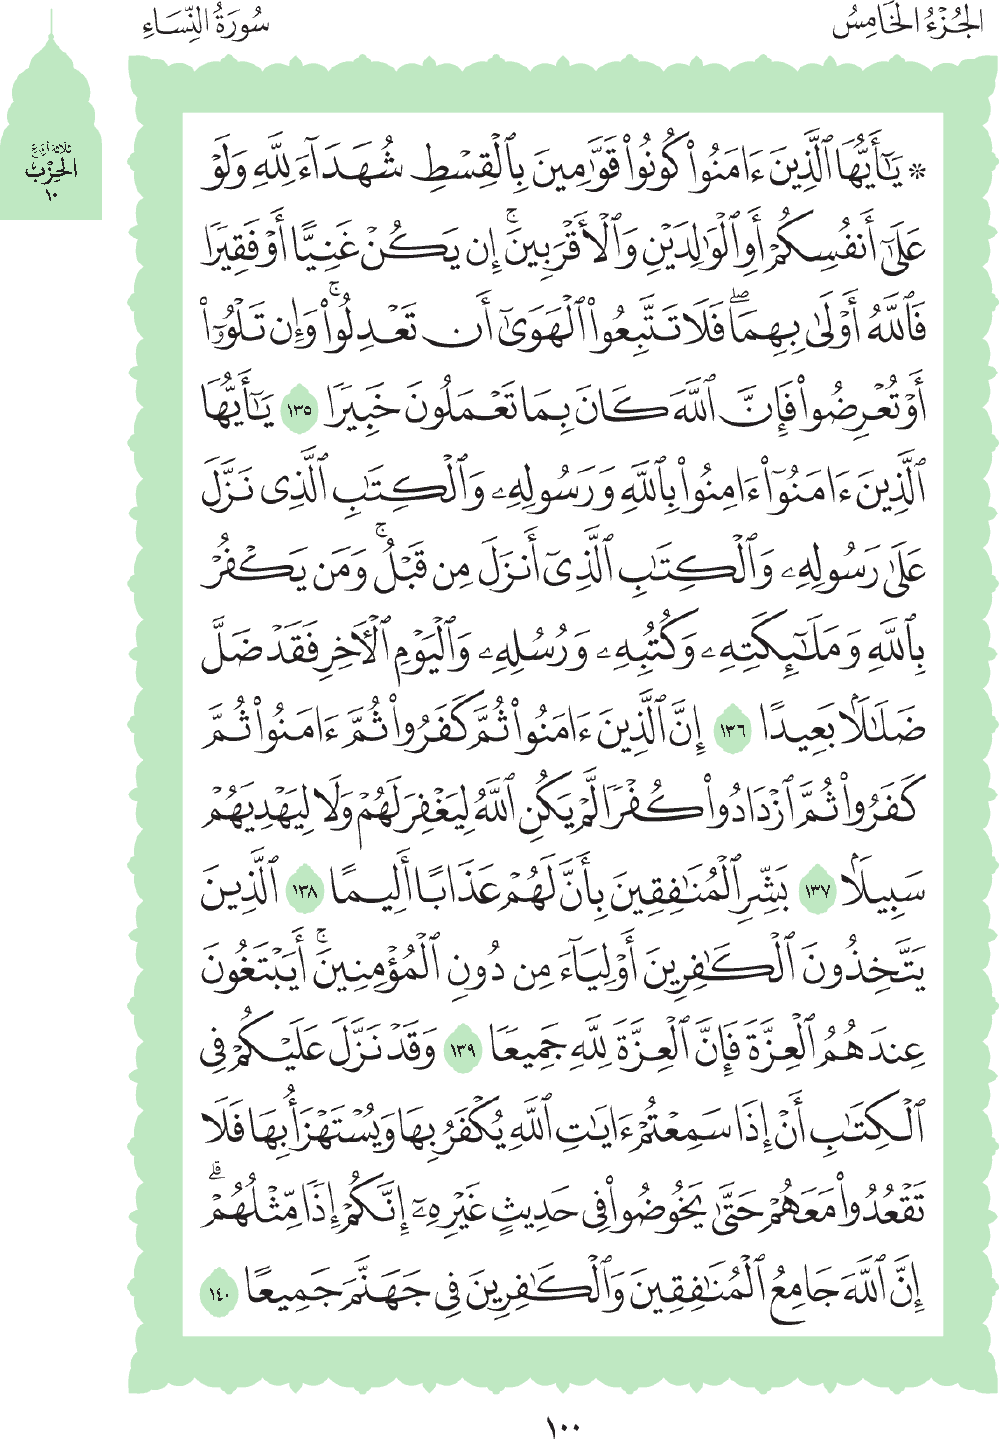 الجُزْءُ الخَامِسُ
سُورَةُ النِّسَاءِ
ثلاثة أرباع
الحِزْب
١٠
۞ يَٰٓأَيُّهَا ٱلَّذِينَ ءَامَنُواْ كُونُواْ قَوَّٰمِينَ بِٱلْقِسْطِ شُهَدَآءَ لِلَّهِ وَلَوْ
عَلَىٰٓ أَنفُسِكُمْ أَوِ ٱلْوَٰلِدَيْنِ وَٱلْأَقْرَبِينَۚ إِن يَكُنْ غَنِيًّا أَوْ فَقِيرًا
فَٱللَّهُ أَوْلَىٰ بِهِمَاۖ فَلَا تَتَّبِعُواْ ٱلْهَوَىٰٓ أَن تَعْدِلُواْۚ وَإِن تَلْوُۥٓاْ
أَوْ تُعْرِضُواْ فَإِنَّ ٱللَّهَ كَانَ بِمَا تَعْمَلُونَ خَبِيرًا ١٣٥ يَٰٓأَيُّهَا
ٱلَّذِينَ ءَامَنُوٓاْ ءَامِنُواْ بِٱللَّهِ وَرَسُولِهِۦ وَٱلْكِتَٰبِ ٱلَّذِى نَزَّلَ
عَلَىٰ رَسُولِهِۦ وَٱلْكِتَٰبِ ٱلَّذِىٓ أَنزَلَ مِن قَبْلُۚ وَمَن يَكْفُرْ
بِٱللَّهِ وَمَلَٰٓئِكَتِهِۦ وَكُتُبِهِۦ وَرُسُلِهِۦ وَٱلْيَوْمِ ٱلْأَخِرِ فَقَدْ ضَلَّ
ضَلَٰلًا بَعِيدًا ١٣٦ إِنَّ ٱلَّذِينَ ءَامَنُواْ ثُمَّ كَفَرُواْ ثُمَّ ءَامَنُواْ ثُمَّ
كَفَرُواْ ثُمَّ ٱزْدَادُواْ كُفْرًا لَّمْ يَكُنِ ٱللَّهُ لِيَغْفِرَ لَهُمْ وَلَا لِيَهْدِيَهُمْ
سَبِيلًا ١٣٧ بَشِّرِ ٱلْمُنَٰفِقِينَ بِأَنَّ لَهُمْ عَذَابًا أَلِيمًا ١٣٨ ٱلَّذِينَ
يَتَّخِذُونَ ٱلْكَٰفِرِينَ أَوْلِيَآءَ مِن دُونِ ٱلْمُؤْمِنِينَۚ أَيَبْتَغُونَ
عِندَهُمُ ٱلْعِزَّةَ فَإِنَّ ٱلْعِزَّةَ لِلَّهِ جَمِيعًا ١٣٩ وَقَدْ نَزَّلَ عَلَيْكُمْ فِى
ٱلْكِتَٰبِ أَنْ إِذَا سَمِعْتُمْ ءَايَٰتِ ٱللَّهِ يُكْفَرُ بِهَا وَيُسْتَهْزَأُ بِهَا فَلَا
تَقْعُدُواْ مَعَهُمْ حَتَّىٰ يَخُوضُواْ فِى حَدِيثٍ غَيْرِهِۦٓ إِنَّكُمْ إِذًا مِّثْلُهُمْۗ
إِنَّ ٱللَّهَ جَامِعُ ٱلْمُنَٰفِقِينَ وَٱلْكَٰفِرِينَ فِى جَهَنَّمَ جَمِيعًا ١٤٠
١٠٠